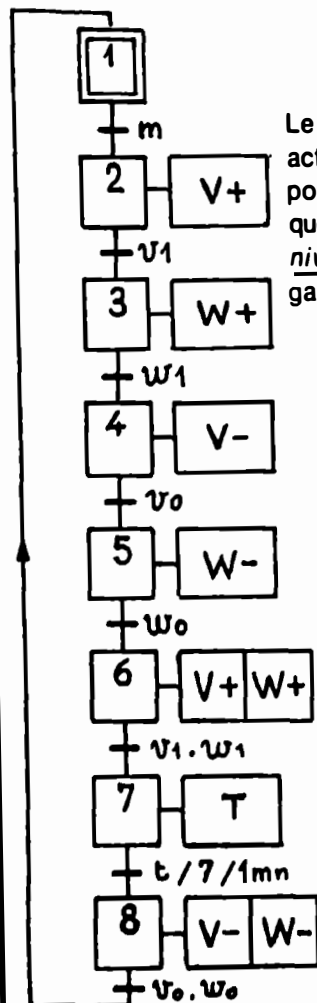 1
m
Le
2 V+
act
po
v1
que
niv
3 W+
ga
w1
4 V-
v0
5 W-
w0
6 V+ W+
v1.w1
7 T
t/7/1mn
8 V- W-
v0.w0